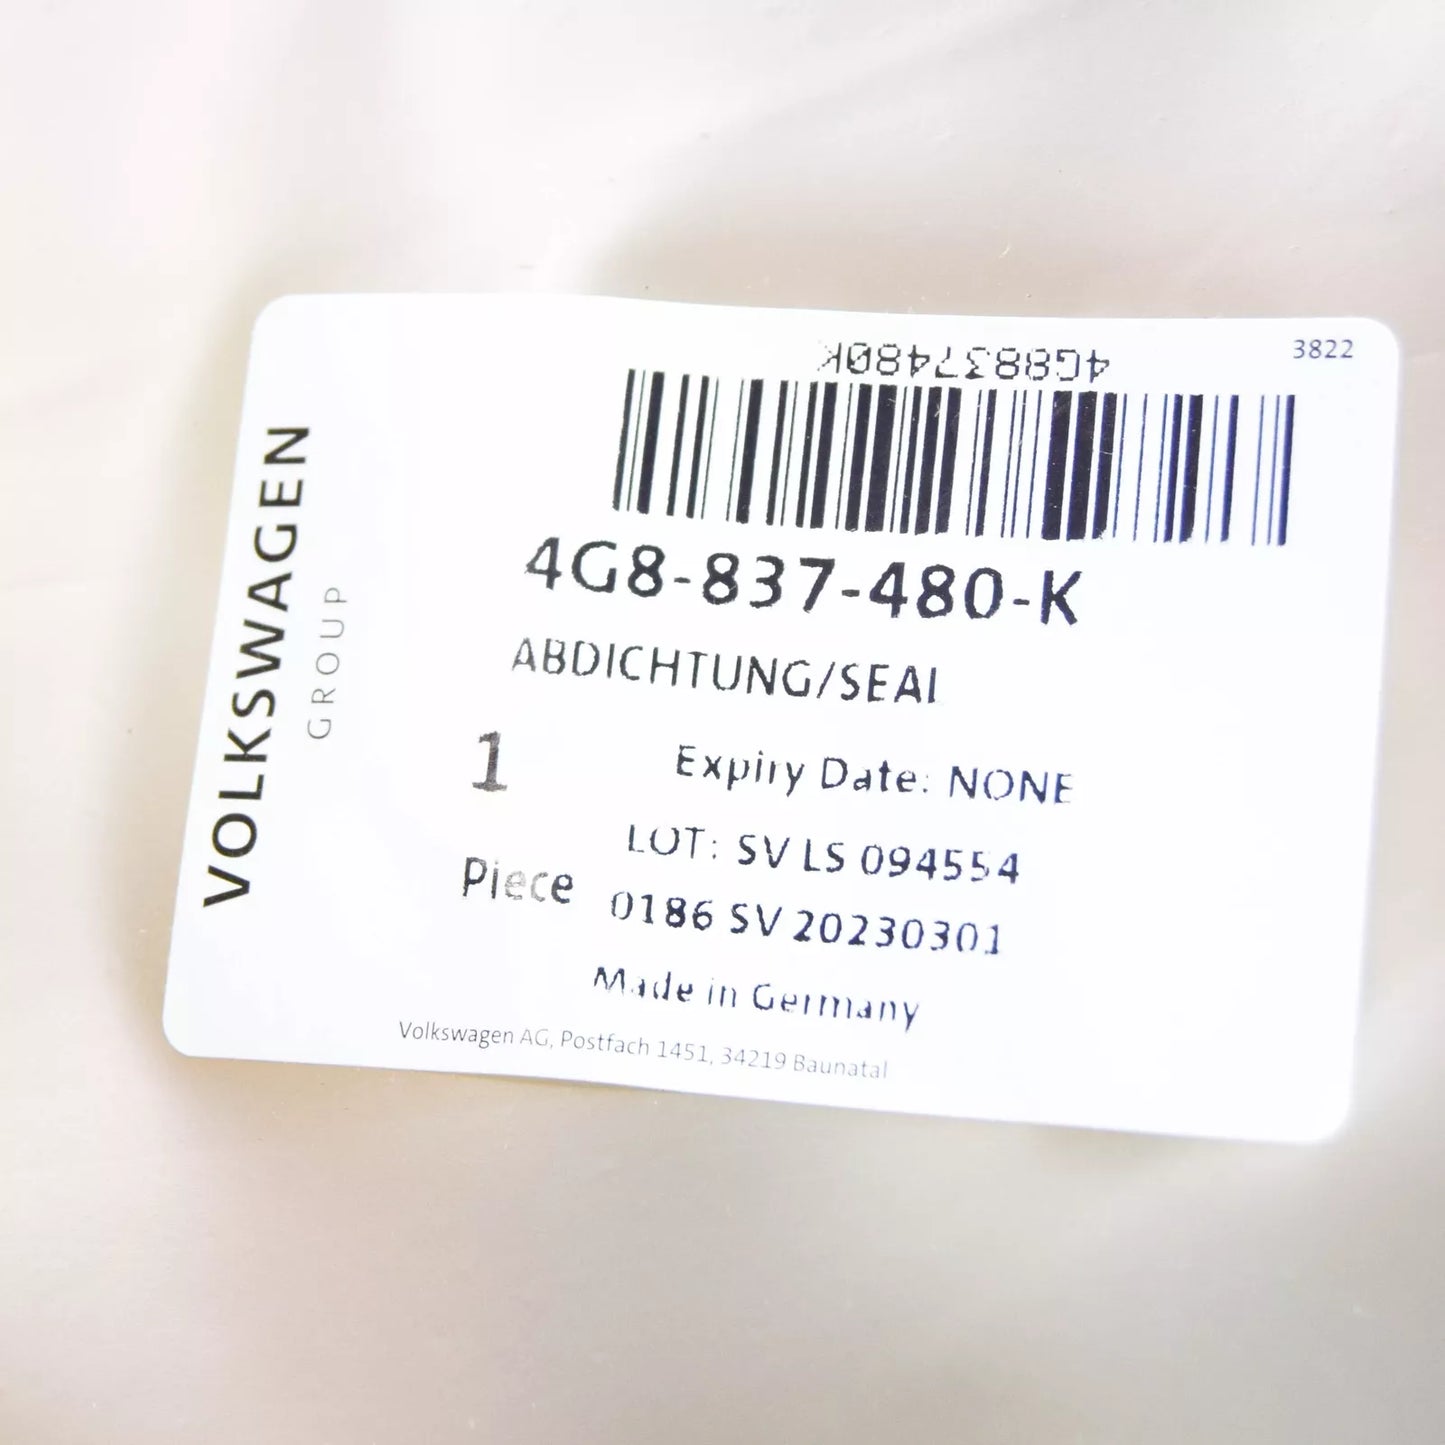 VOLKSWAGEN
GROUP
3822
4G8837480K
4G8-837-480-K
ABDICHTUNG/SEAL
1
Expiry Date: NONE
LOT: SV LS 094554
Piece
0186 SV 20230301
Made in Germany
Volkswagen AG, Postfach 1451, 34219 Baunatal